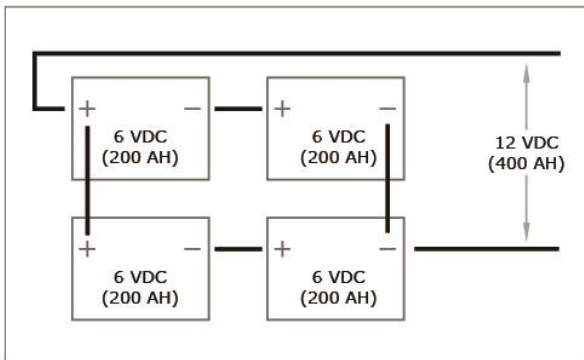 + − + −
6 VDC
(200 AH)
6 VDC
(200 AH)
12 VDC
(400 AH)
+ − + −
6 VDC
(200 AH)
6 VDC
(200 AH)